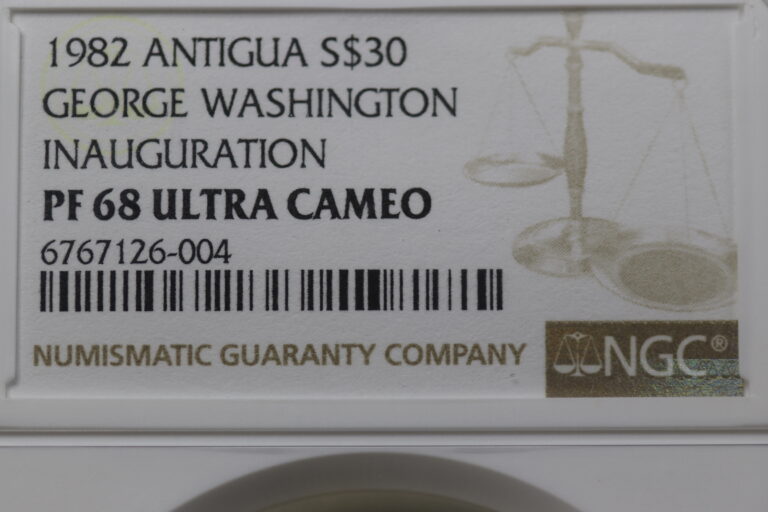 1982 ANTIGUA S$30
GEORGE WASHINGTON
INAUGURATION
PF 68 ULTRA CAMEO
6767126-004
NUMISMATIC GUARANTY COMPANY
NGC®